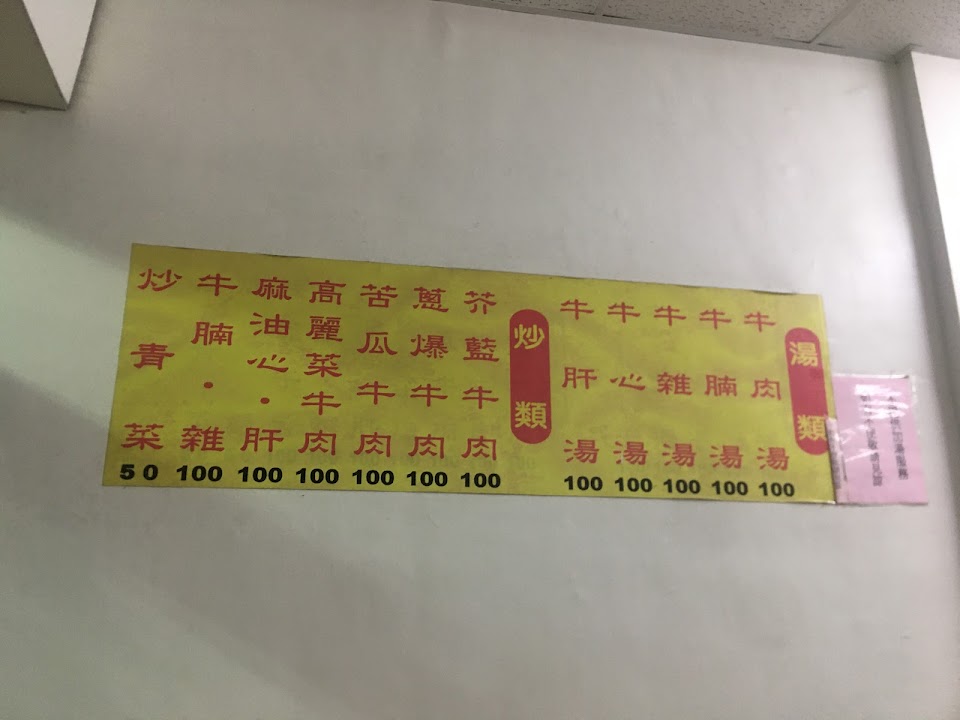 湯類
牛肉湯 100
牛腩湯 100
牛雜湯 100
牛心湯 100
牛肝湯 100
炒類
芥藍牛肉 100
蔥爆牛肉 100
苦瓜牛肉 100
高麗菜牛肉 100
麻油心·肝 100
牛腩·雜 100
炒青菜 50